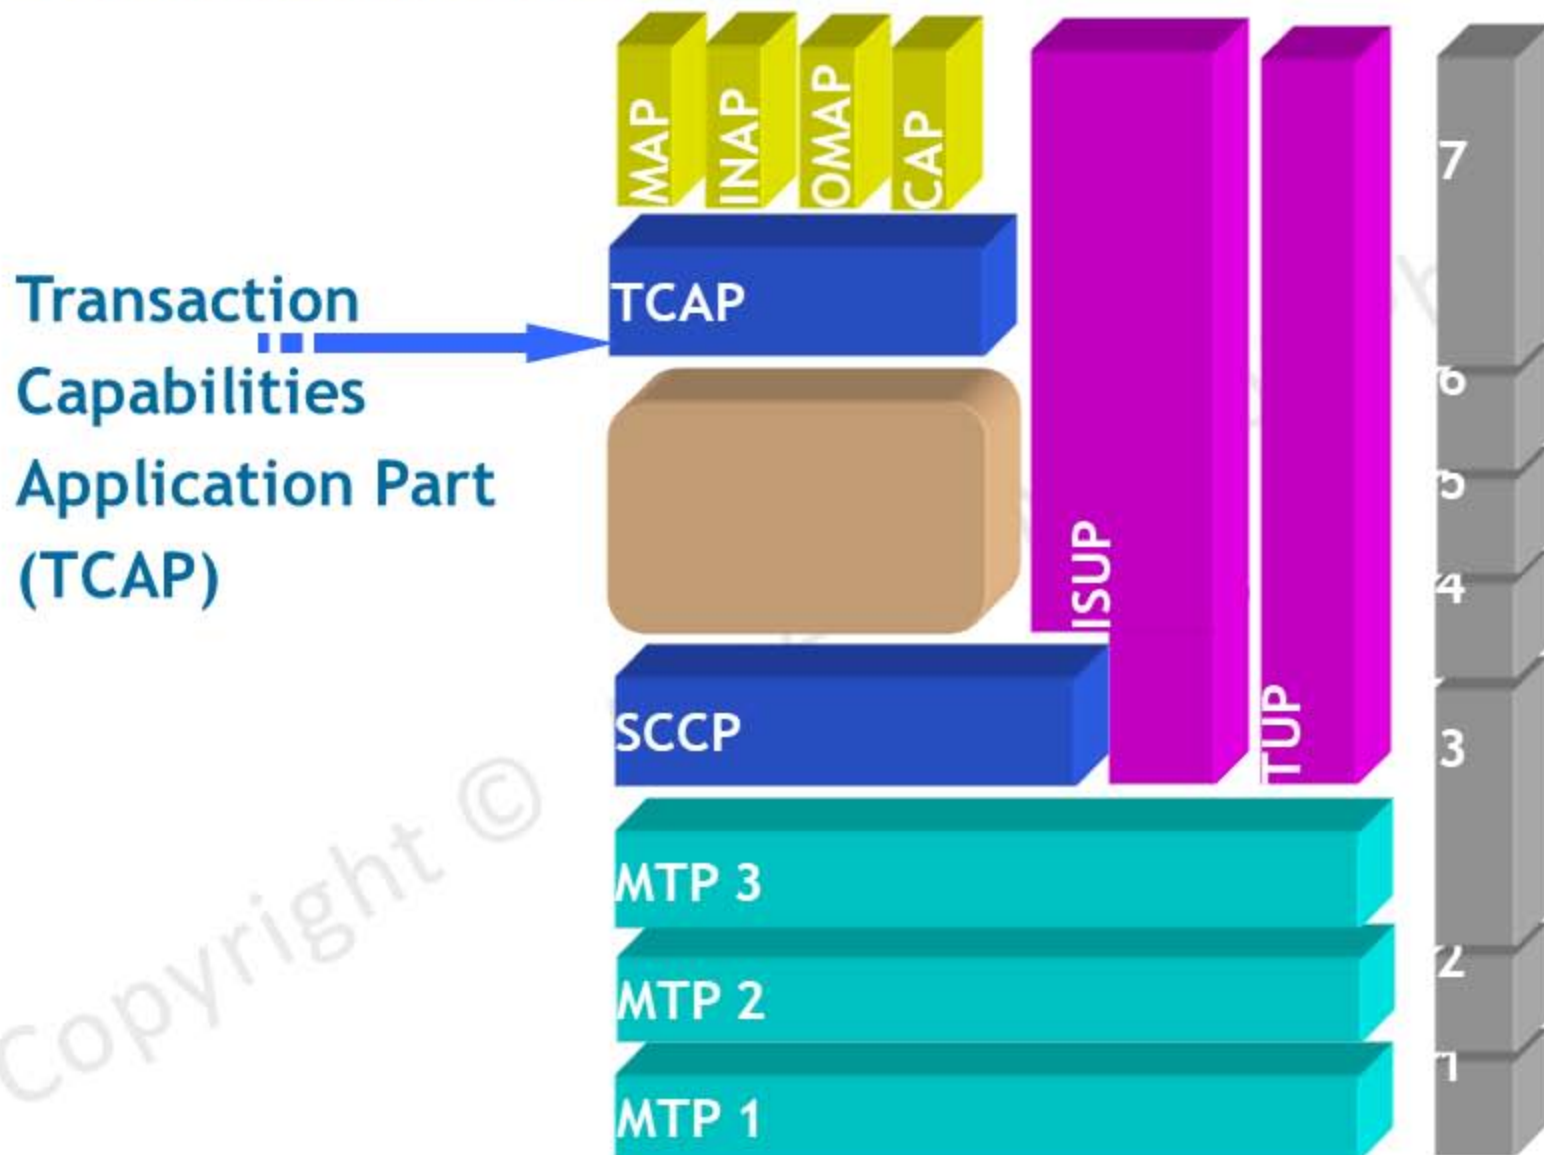 MAP
INAP
OMAP
CAP
7
Transaction
Capabilities
Application Part
(TCAP)
TCAP
6
5
4
ISUP
TUP
SCCP
3
MTP 3
2
MTP 2
1
MTP 1
Copyright ©